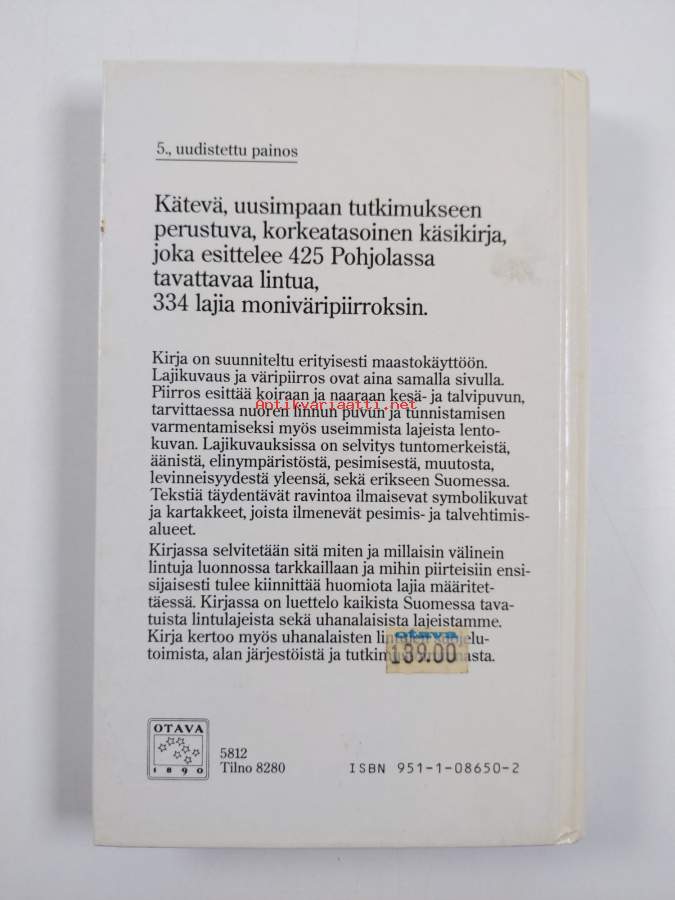 5., uudistettu painos
Kätevä, uusimpaan tutkimukseen
perustuva, korkeatasoinen käsikirja,
joka esittelee 425 Pohjolassa
tavattavaa lintua,
334 lajia moniväripiirroksin.
Kirja on suunniteltu erityisesti maastokäyttöön.
Lajikuvaus ja väripiirros ovat aina samalla sivulla.
Piirros esittää koiraan ja naaraan kesä- ja talvipuvun,
tarvittaessa nuoren linnun puvun ja tunnistamisen
Antikvariaatti.net
varmentamiseksi myös useimmista lajeista lento-
kuvan. Lajikuvauksissa on selvitys tuntomerkeistä,
äänistä, elinympäristöstä, pesimisestä, muutosta,
levinneisyydestä yleensä, sekä erikseen Suomessa.
Tekstiä täydentävät ravintoa ilmaisevat symbolikuvat
ja kartakkeet, joista ilmenevät pesimis- ja talvehtimis-
alueet.
Kirjassa selvitetään sitä miten ja millaisin välinein
lintuja luonnossa tarkkaillaan ja mihin piirteisiin ensi-
sijaisesti tulee kiinnittää huomiota lajia määritet-
täessä. Kirjassa on luettelo kaikista Suomessa tava-
tuista lintulajeista sekä uhanalaisista lajeistamme.
Kirja kertoo myös uhanalaisten lintujen suojelu-
otava
139.00
toimista, alan järjestöistä ja
OTAVA
1890
5812
Tilno 8280
ISBN 951-1-08650-2